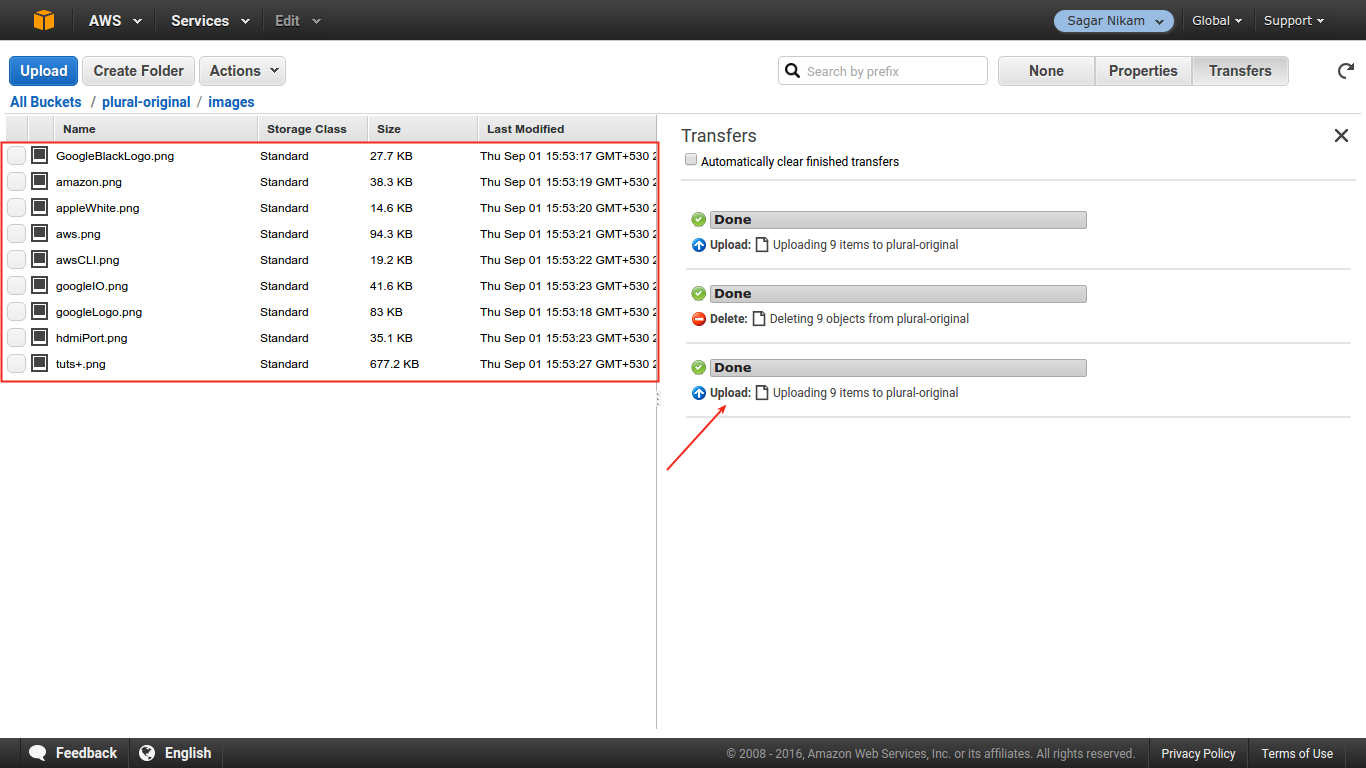 AWS Services Edit Sagar Nikam Global Support
Upload Create Folder Actions Search by prefix None Properties Transfers
All Buckets / plural-original / images
Name Storage Class Size Last Modified
GoogleBlackLogo.png Standard 27.7 KB Thu Sep 01 15:53:17 GMT+530
amazon.png Standard 38.3 KB Thu Sep 01 15:53:19 GMT+530
appleWhite.png Standard 14.6 KB Thu Sep 01 15:53:20 GMT+530
aws.png Standard 94.3 KB Thu Sep 01 15:53:21 GMT+530
awsCLI.png Standard 19.2 KB Thu Sep 01 15:53:22 GMT+530
googleIO.png Standard 41.6 KB Thu Sep 01 15:53:23 GMT+530
googleLogo.png Standard 83 KB Thu Sep 01 15:53:18 GMT+530
hdmiPort.png Standard 35.1 KB Thu Sep 01 15:53:23 GMT+530
tuts+.png Standard 677.2 KB Thu Sep 01 15:53:27 GMT+530
Transfers
Automatically clear finished transfers
Done
Upload: Uploading 9 items to plural-original
Done
Delete: Deleting 9 objects from plural-original
Done
Upload: Uploading 9 items to plural-original
Feedback English © 2008 - 2016, Amazon Web Services, Inc. or its affiliates. All rights reserved. Privacy Policy Terms of Use